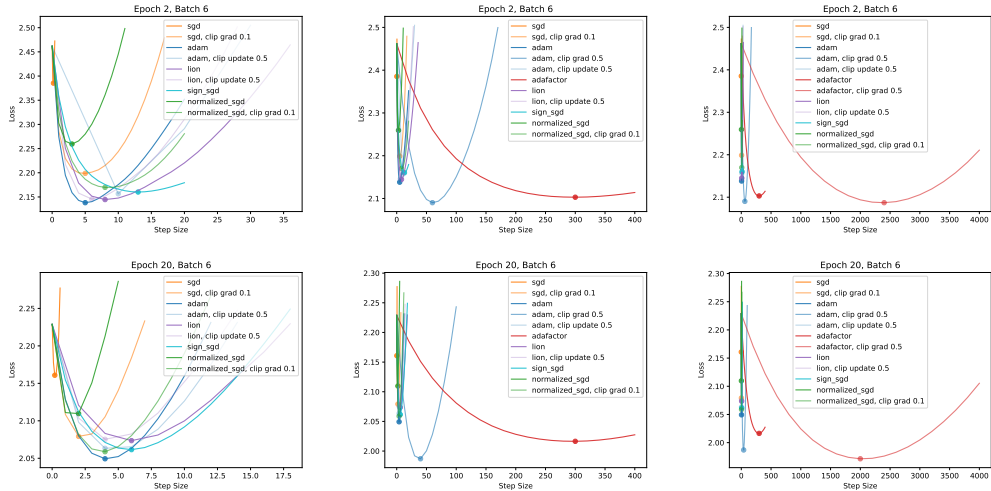 Epoch 2, Batch 6
2.50
2.45
2.40
2.35
2.30
2.25
2.20
2.15
Loss
0
5
10
15
20
25
30
35
Step Size
sgd
sgd, clip grad 0.1
adam
adam, clip update 0.5
lion
lion, clip update 0.5
sign_sgd
normalized_sgd
normalized_sgd, clip grad 0.1
Epoch 2, Batch 6
2.5
2.4
2.3
2.2
2.1
Loss
0
50
100
150
200
250
300
350
400
Step Size
sgd
sgd, clip grad 0.1
adam
adam, clip grad 0.5
adam, clip update 0.5
adafactor
lion
lion, clip update 0.5
sign_sgd
normalized_sgd
normalized_sgd, clip grad 0.1
Epoch 2, Batch 6
2.5
2.4
2.3
2.2
2.1
Loss
0
500
1000
1500
2000
2500
3000
3500
4000
Step Size
sgd
sgd, clip grad 0.1
adam
adam, clip grad 0.5
adam, clip update 0.5
adafactor
adafactor, clip grad 0.5
lion
lion, clip update 0.5
sign_sgd
normalized_sgd
normalized_sgd, clip grad 0.1
Epoch 20, Batch 6
2.25
2.20
2.15
2.10
2.05
Loss
0.0
2.5
5.0
7.5
10.0
12.5
15.0
17.5
Step Size
sgd
sgd, clip grad 0.1
adam
adam, clip update 0.5
lion
lion, clip update 0.5
sign_sgd
normalized_sgd
normalized_sgd, clip grad 0.1
Epoch 20, Batch 6
2.30
2.25
2.20
2.15
2.10
2.05
2.00
Loss
0
50
100
150
200
250
300
350
400
Step Size
sgd
sgd, clip grad 0.1
adam
adam, clip grad 0.5
adam, clip update 0.5
adafactor
lion
lion, clip update 0.5
sign_sgd
normalized_sgd
normalized_sgd, clip grad 0.1
Epoch 20, Batch 6
2.30
2.25
2.20
2.15
2.10
2.05
2.00
Loss
0
500
1000
1500
2000
2500
3000
3500
4000
Step Size
sgd
sgd, clip grad 0.1
adam
adam, clip grad 0.5
adam, clip update 0.5
adafactor
adafactor, clip grad 0.5
lion
sign_sgd
normalized_sgd
normalized_sgd, clip grad 0.1